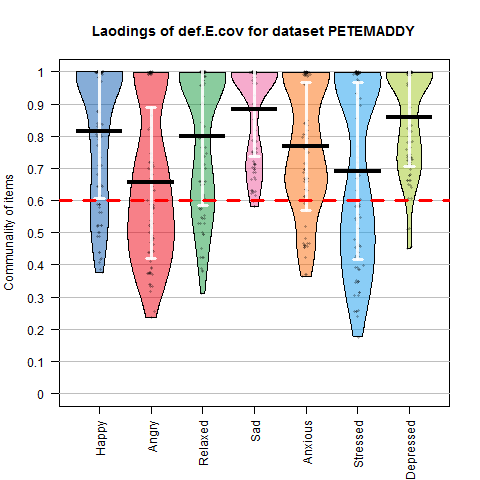 Laodings of def.E.cov for dataset PETEMADDY
Communality of items
1
0.9
0.8
0.7
0.6
0.5
0.4
0.3
0.2
0.1
0
Happy
Angry
Relaxed
Sad
Anxious
Stressed
Depressed